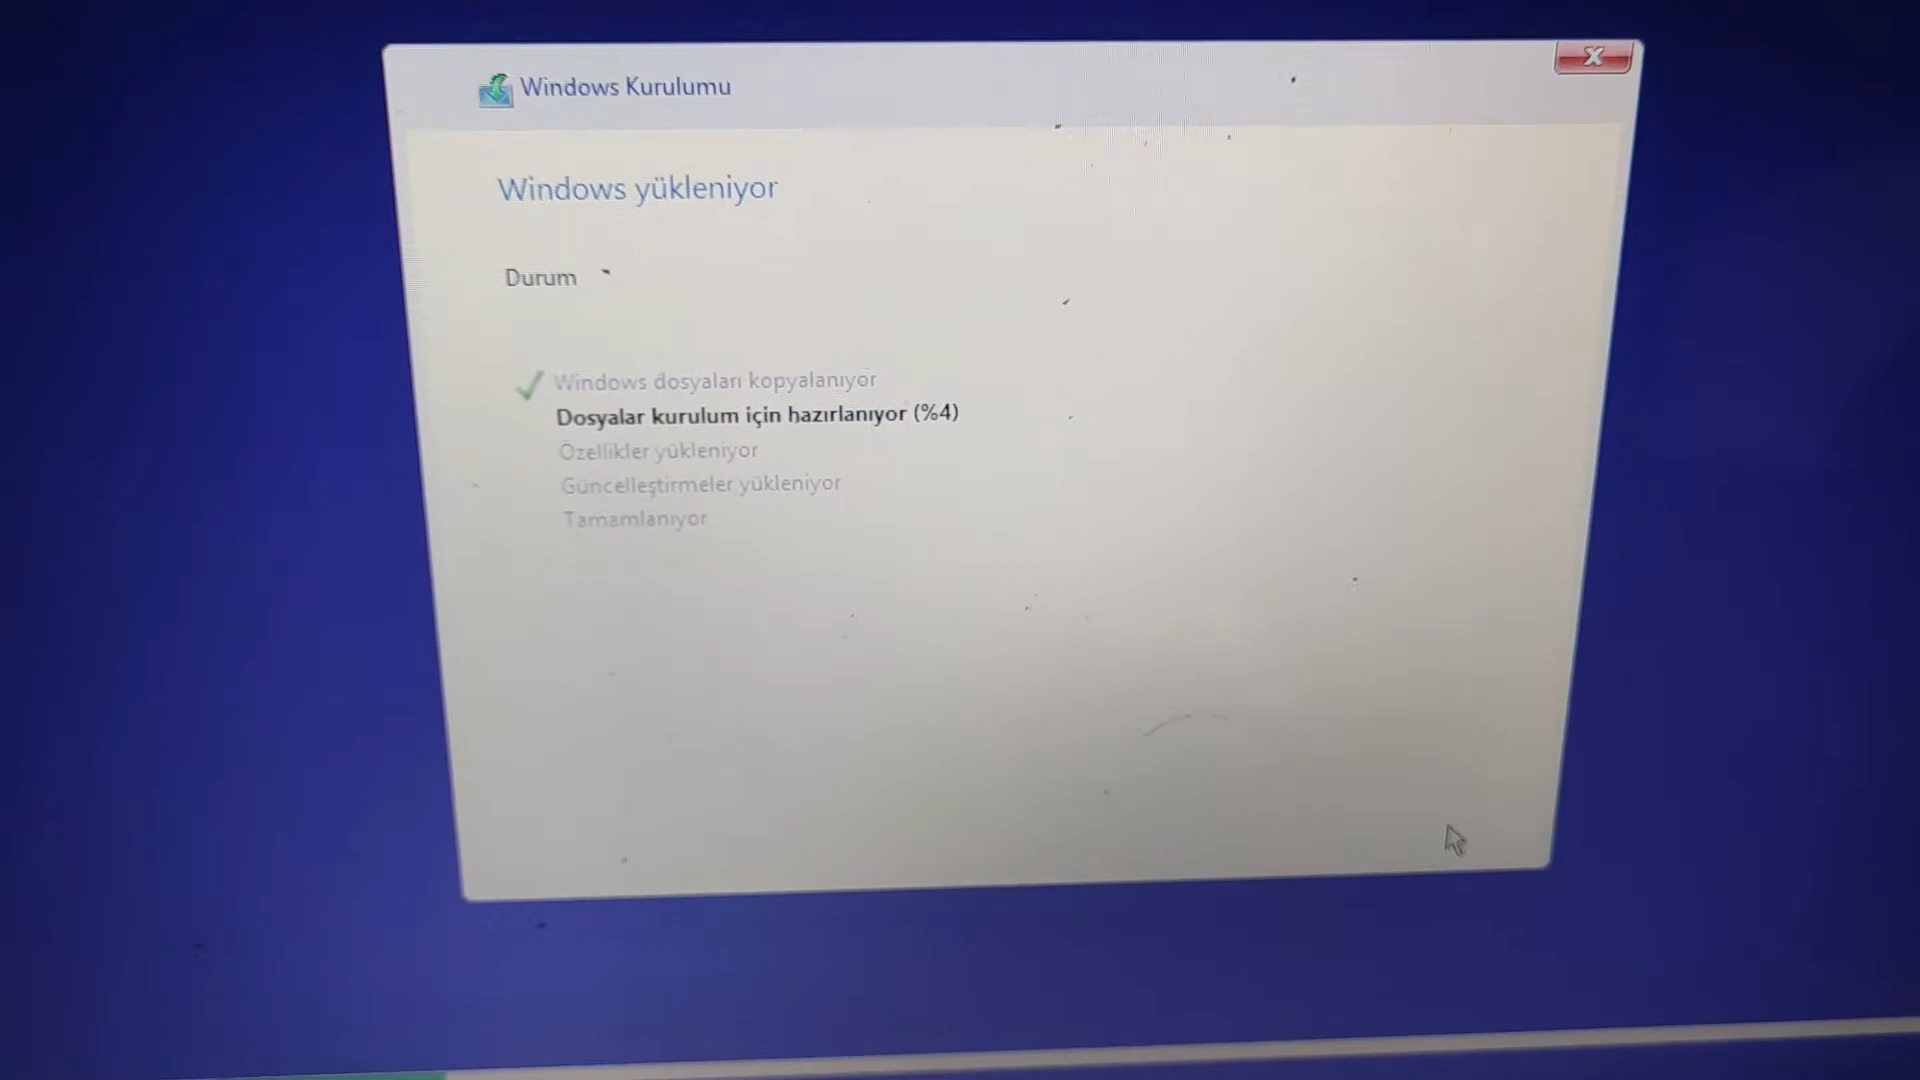 Windows Kurulumu
Windows yükleniyor
Durum
Windows dosyaları kopyalanıyor
Dosyalar kurulum için hazırlanıyor (%4)
Özellikler yükleniyor
Güncelleştirmeler yükleniyor
Tamamlanıyor